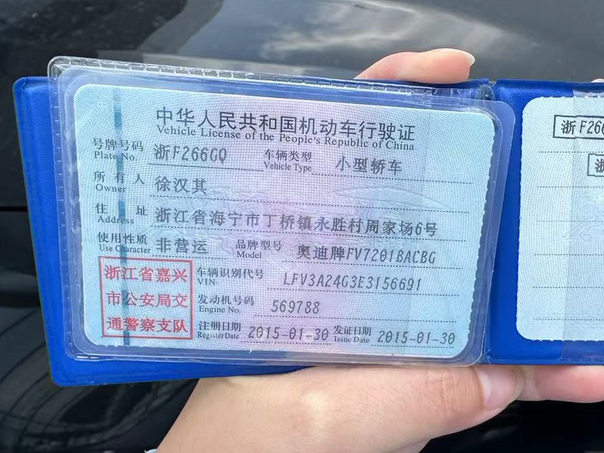 中华人民共和国机动车行驶证
Vehicle License of the People's Republic of China
号牌号码 浙F266GQ 车辆类型 小型轿车
Plate No. Vehicle Type
所有人 徐汉其
Owner
住址 浙江省海宁市丁桥镇永胜村周家场6号
Address
使用性质 非营运 品牌型号 奥迪牌FV7201BACBG
Use Character Model
浙江省嘉兴
市公安局交
通警察支队
车辆识别代号 LFV3A24G3E3156691
VIN
发动机号码 569788
Engine No.
注册日期 2015-01-30 发证日期 2015-01-30
Register Date Issue Date
浙F266
浙